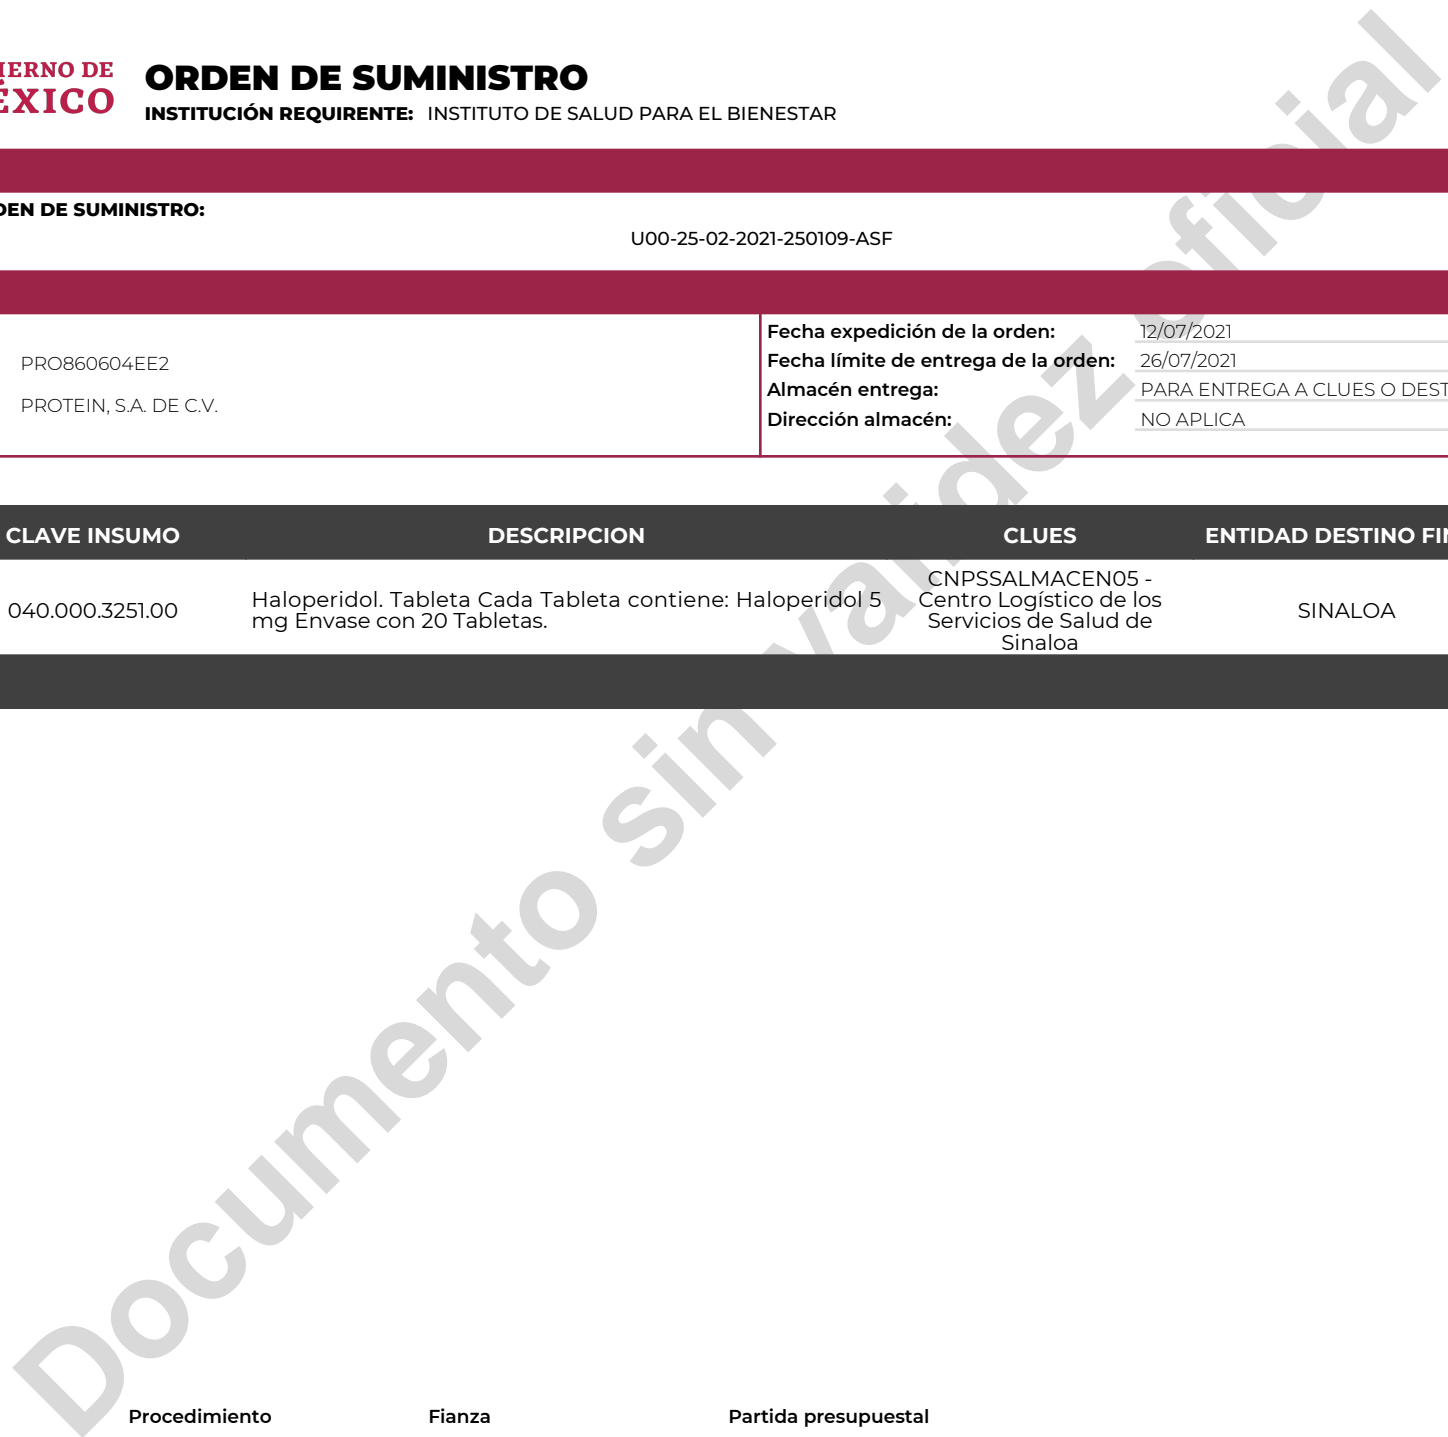 IERNO DE
ÉXICO
ORDEN DE SUMINISTRO
INSTITUCIÓN REQUIRENTE: INSTITUTO DE SALUD PARA EL BIENESTAR
DEN DE SUMINISTRO:
U00-25-02-2021-250109-ASF
PRO860604EE2
PROTEIN, S.A. DE C.V.
Fecha expedición de la orden: 12/07/2021
Fecha límite de entrega de la orden: 26/07/2021
Almacén entrega: PARA ENTREGA A CLUES O DEST
Dirección almacén: NO APLICA
CLAVE INSUMO DESCRIPCION CLUES ENTIDAD DESTINO FIN
040.000.3251.00
Haloperidol. Tableta Cada Tableta contiene: Haloperidol 5
mg Envase con 20 Tabletas.
CNPSSALMACEN05 -
Centro Logístico de los
Servicios de Salud de
Sinaloa
SINALOA
Documento sin validez oficial
Procedimiento Fianza Partida presupuestal